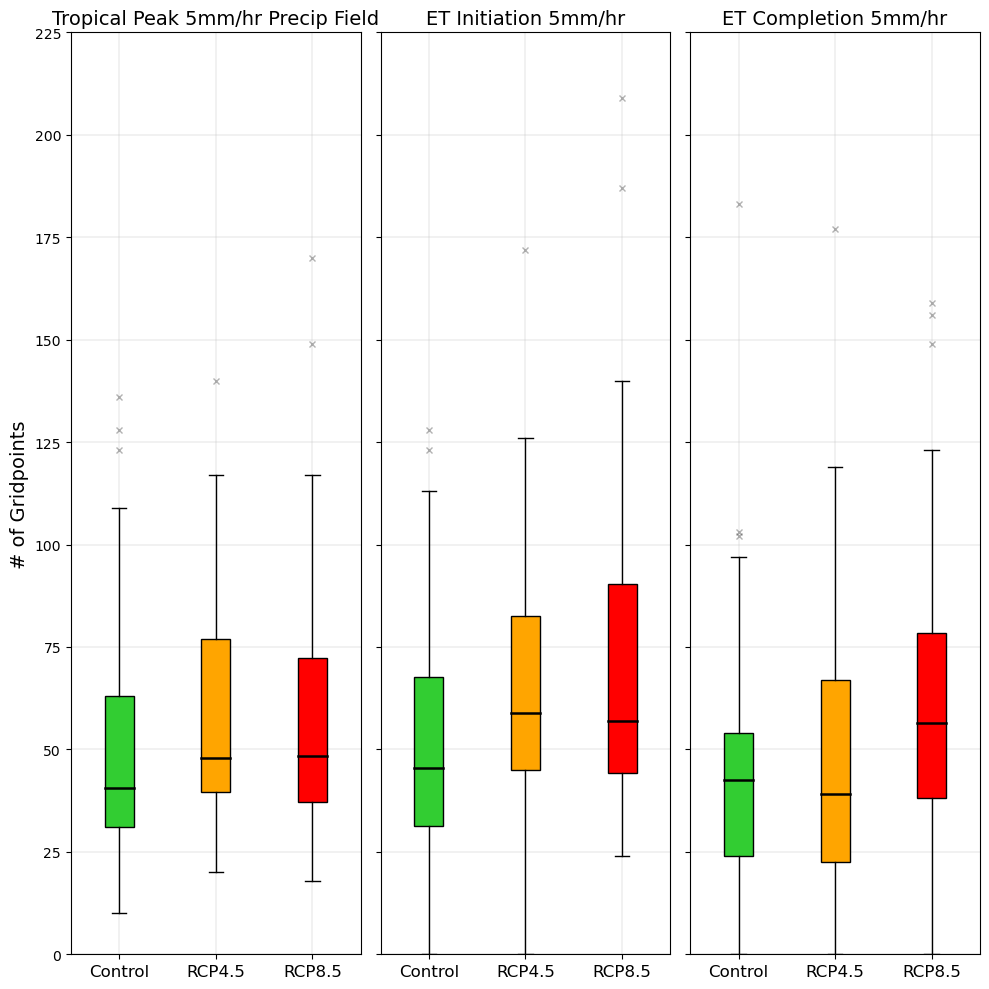 Tropical Peak 5mm/hr Precip Field
ET Initiation 5mm/hr
ET Completion 5mm/hr
# of Gridpoints
225
200
175
150
125
100
75
50
25
0
Control
RCP4.5
RCP8.5
Control
RCP4.5
RCP8.5
Control
RCP4.5
RCP8.5